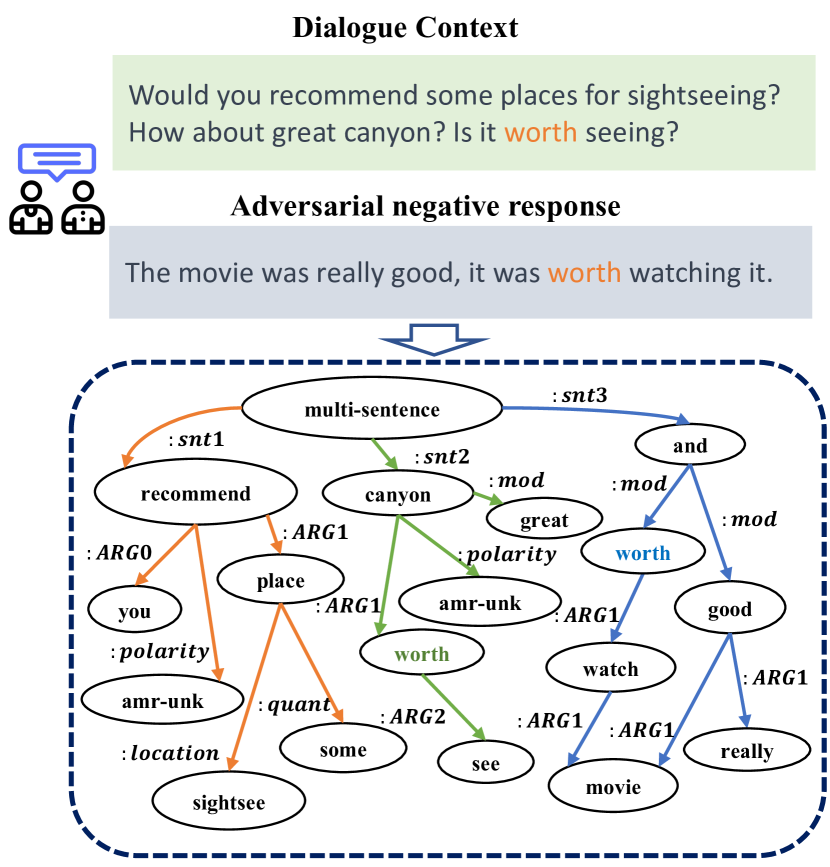 Dialogue Context
Would you recommend some places for sightseeing?
How about great canyon? Is it worth seeing?
Adversarial negative response
The movie was really good, it was worth watching it.
multi-sentence
:snt3
and
:snt1
:snt2
:mod
:mod
recommend
canyon
great
:mod
:ARG0
:ARG1
:polarity
worth
place
you
:ARG1
amr-unk
:ARG1
good
:polarity
worth
watch
:ARG1
amr-unk
:quant
:ARG2
:ARG1
:ARG1
:location
some
see
really
sightsee
movie